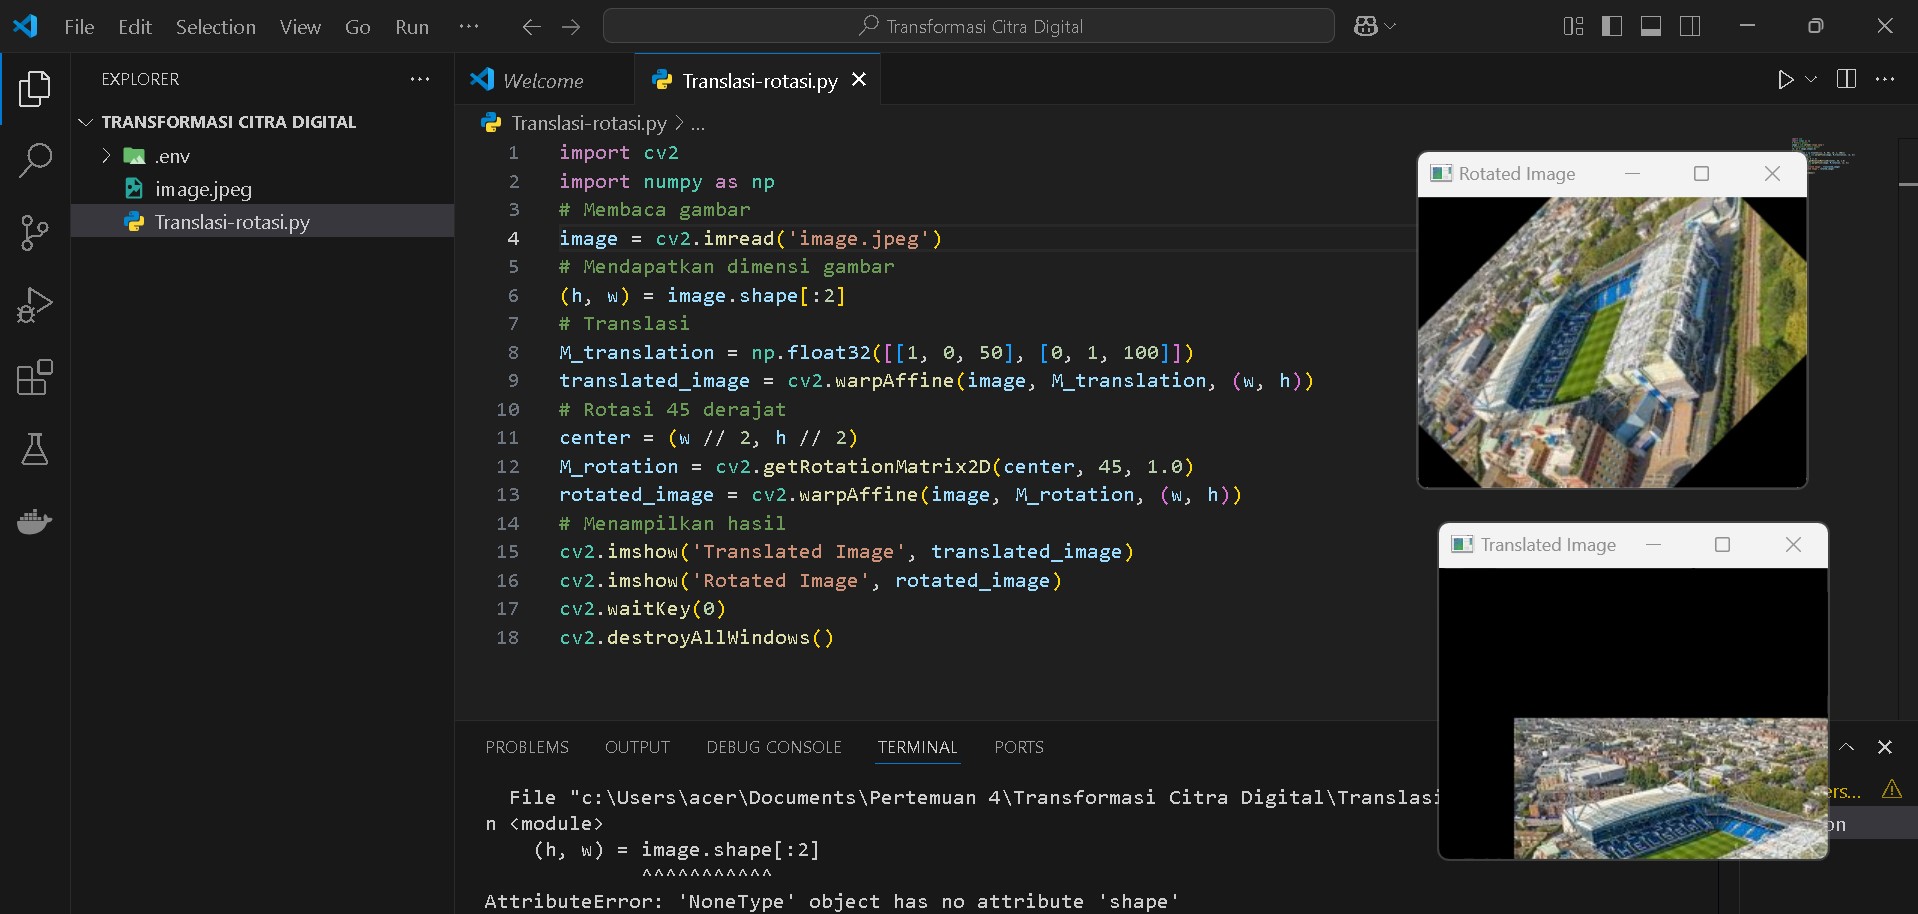 File Edit Selection View Go Run ···
Transformasi Citra Digital
EXPLORER
TRANSFORMASI CITRA DIGITAL
.env
image.jpeg
Translasi-rotasi.py
Welcome
Translasi-rotasi.py
Translasi-rotasi.py > ...
1 import cv2
2 import numpy as np
3 # Membaca gambar
4 image = cv2.imread('image.jpeg')
5 # Mendapatkan dimensi gambar
6 (h, w) = image.shape[:2]
7 # Translasi
8 M_translation = np.float32([[1, 0, 50], [0, 1, 100]])
9 translated_image = cv2.warpAffine(image, M_translation, (w, h))
10 # Rotasi 45 derajat
11 center = (w // 2, h // 2)
12 M_rotation = cv2.getRotationMatrix2D(center, 45, 1.0)
13 rotated_image = cv2.warpAffine(image, M_rotation, (w, h))
14 # Menampilkan hasil
15 cv2.imshow('Translated Image', translated_image)
16 cv2.imshow('Rotated Image', rotated_image)
17 cv2.waitKey(0)
18 cv2.destroyAllWindows()
Rotated Image
Translated Image
PROBLEMS OUTPUT DEBUG CONSOLE TERMINAL PORTS
File "c:\Users\acer\Documents\Pertemuan 4\Transformasi Citra Digital\Translasi
n <module>
(h, w) = image.shape[:2]
^^^^^^^^^^^
AttributeError: 'NoneType' object has no attribute 'shape'
ers...
on